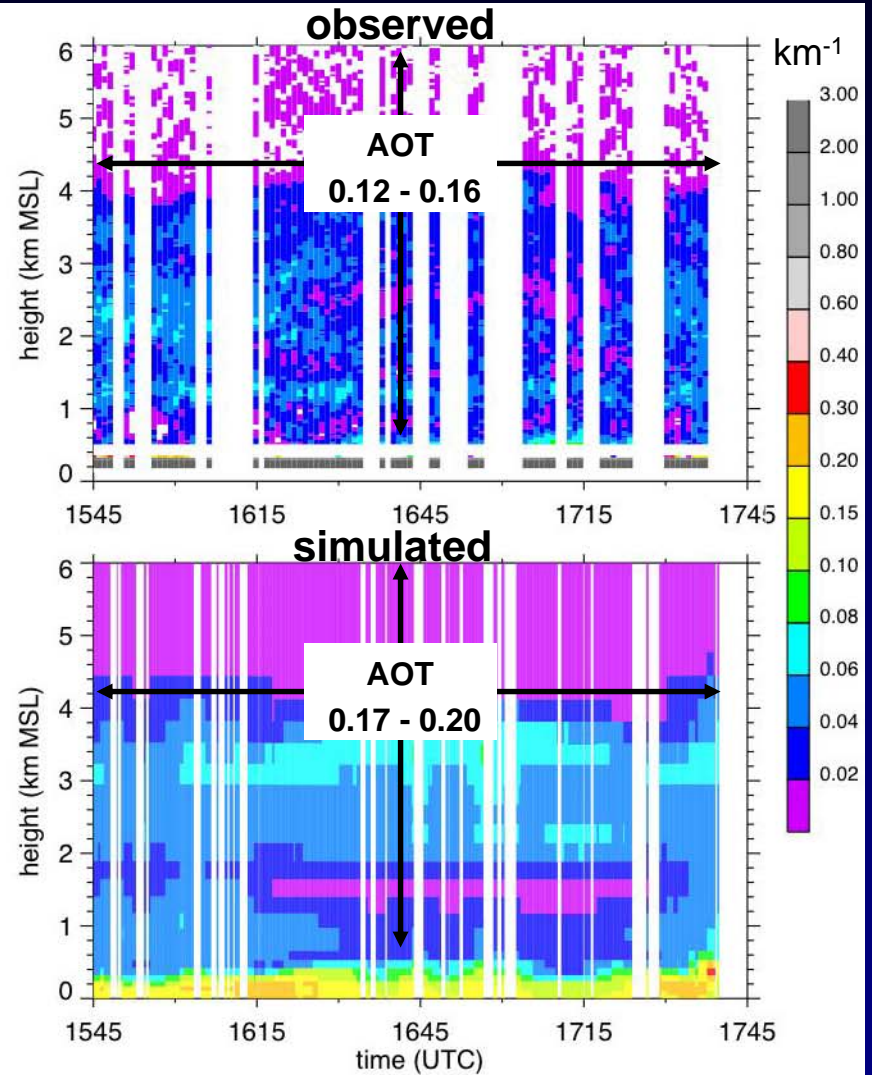 observed
km-1
6
5
4
3
2
1
0
height (km MSL)
AOT
0.12 - 0.16
1545 1615 1645 1715 1745
3.00
2.00
1.00
0.80
0.60
0.40
0.30
0.20
0.15
0.10
0.08
0.06
0.04
0.02
simulated
6
5
4
3
2
1
0
height (km MSL)
AOT
0.17 - 0.20
1545 1615 1645 1715 1745
time (UTC)